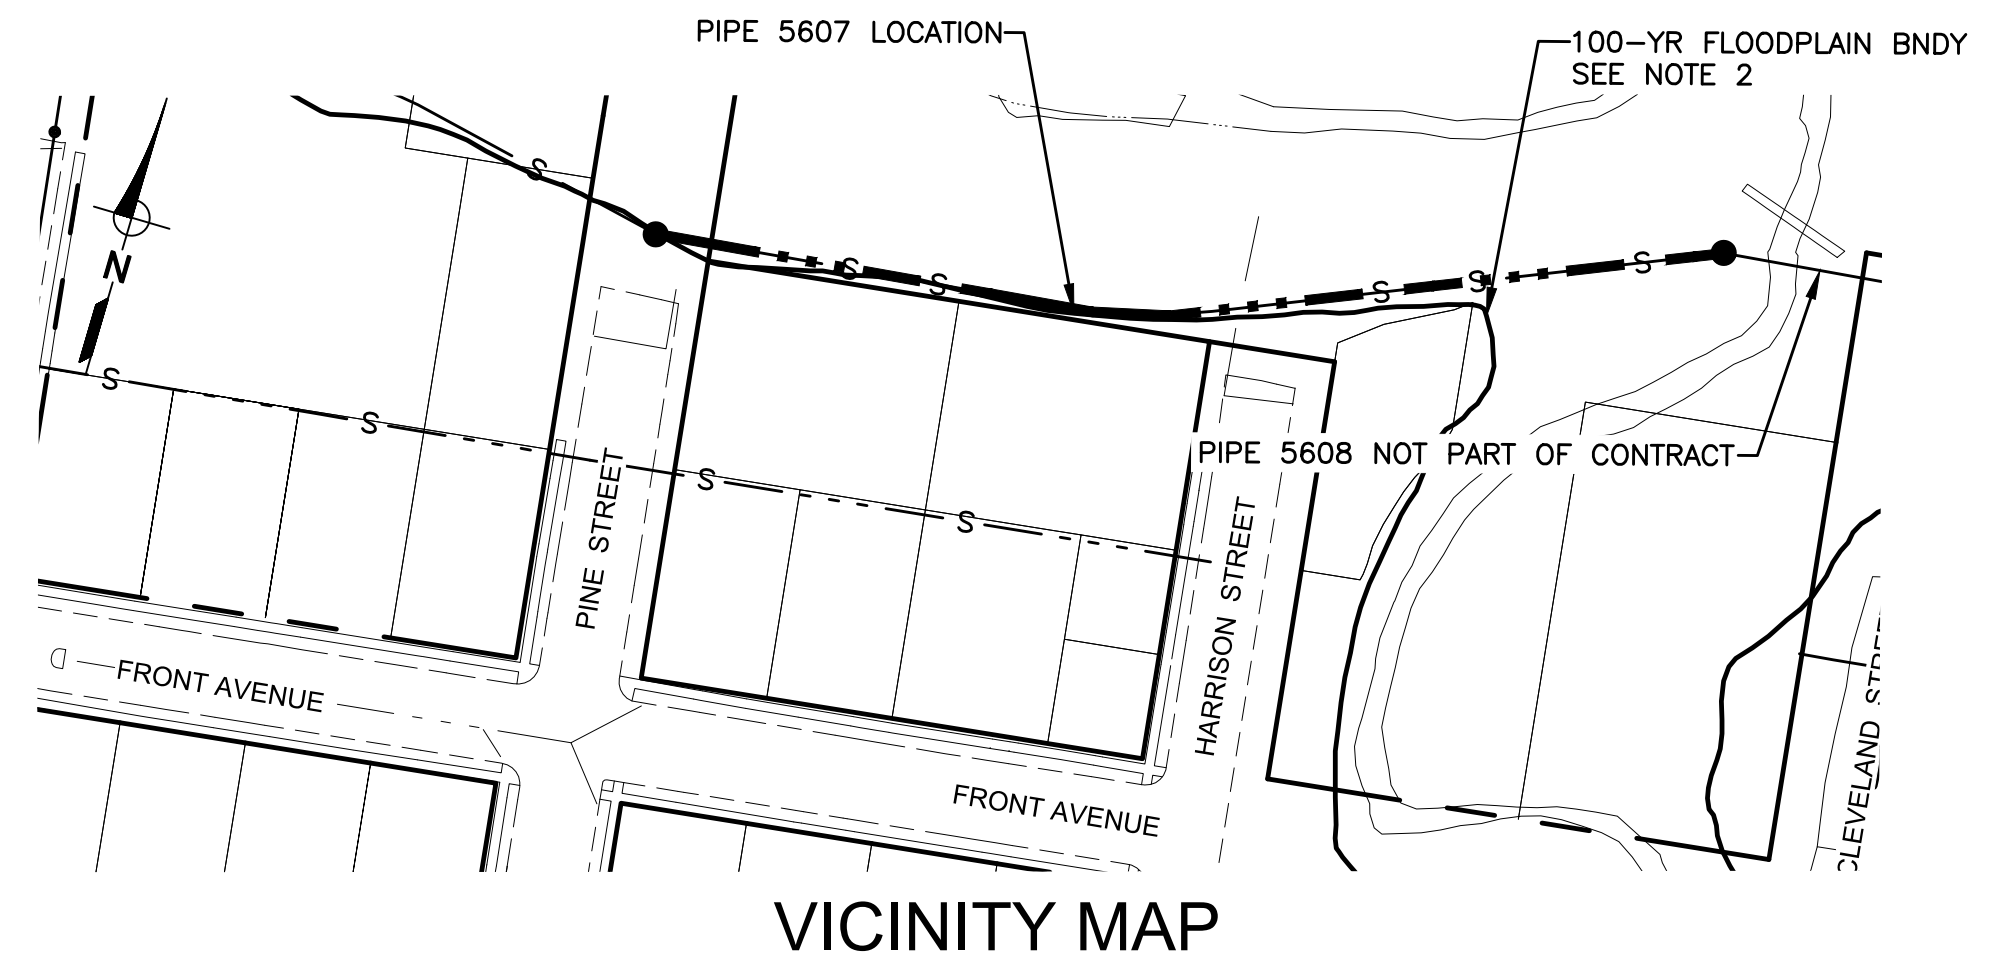 PIPE 5607 LOCATION
100-YR FLOODPLAIN BNDY
SEE NOTE 2
S
N
S
S
S
S
S
S
S
PIPE 5608 NOT PART OF CONTRACT
S
S
PINE STREET
HARRISON STREET
FRONT AVENUE
FRONT AVENUE
CLEVELAND STREET
VICINITY MAP